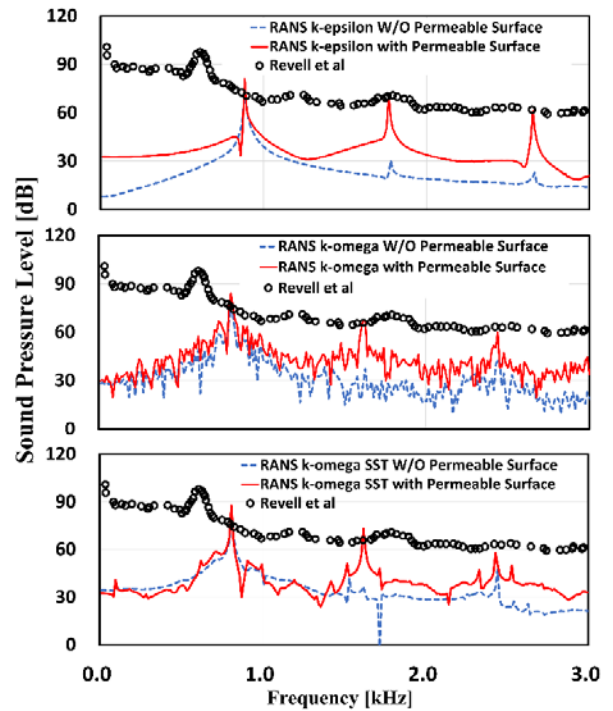 120
RANS k-epsilon W/O Permeable Surface
RANS k-epsilon with Permeable Surface
Revell et al
90
60
30
0
120
RANS k-omega W/O Permeable Surface
RANS k-omega with Permeable Surface
Revell et al
90
60
30
0
120
RANS k-omega SST W/O Permeable Surface
RANS k-omega SST with Permeable Surface
Revell et al
90
60
30
0
Sound Pressure Level [dB]
0.0 1.0 2.0 3.0
Frequency [kHz]